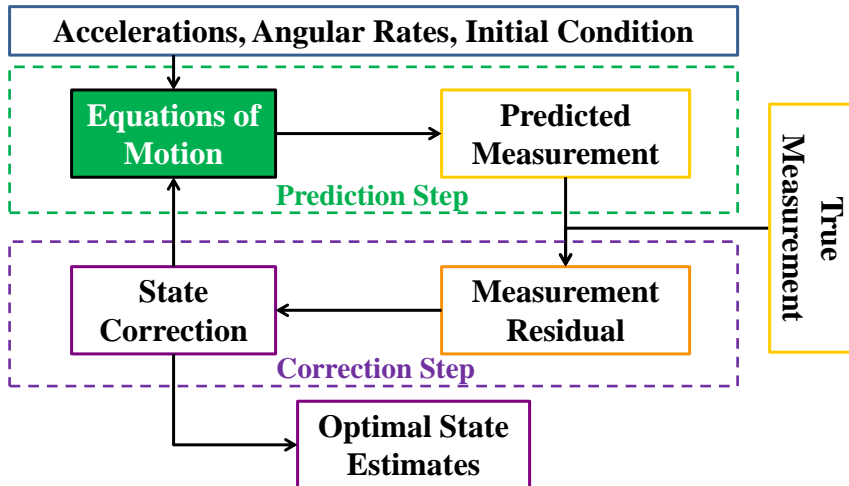 Accelerations, Angular Rates, Initial Condition
Equations of
Motion
Predicted
Measurement
Prediction Step
True
Measurement
State
Correction
Measurement
Residual
Correction Step
Optimal State
Estimates